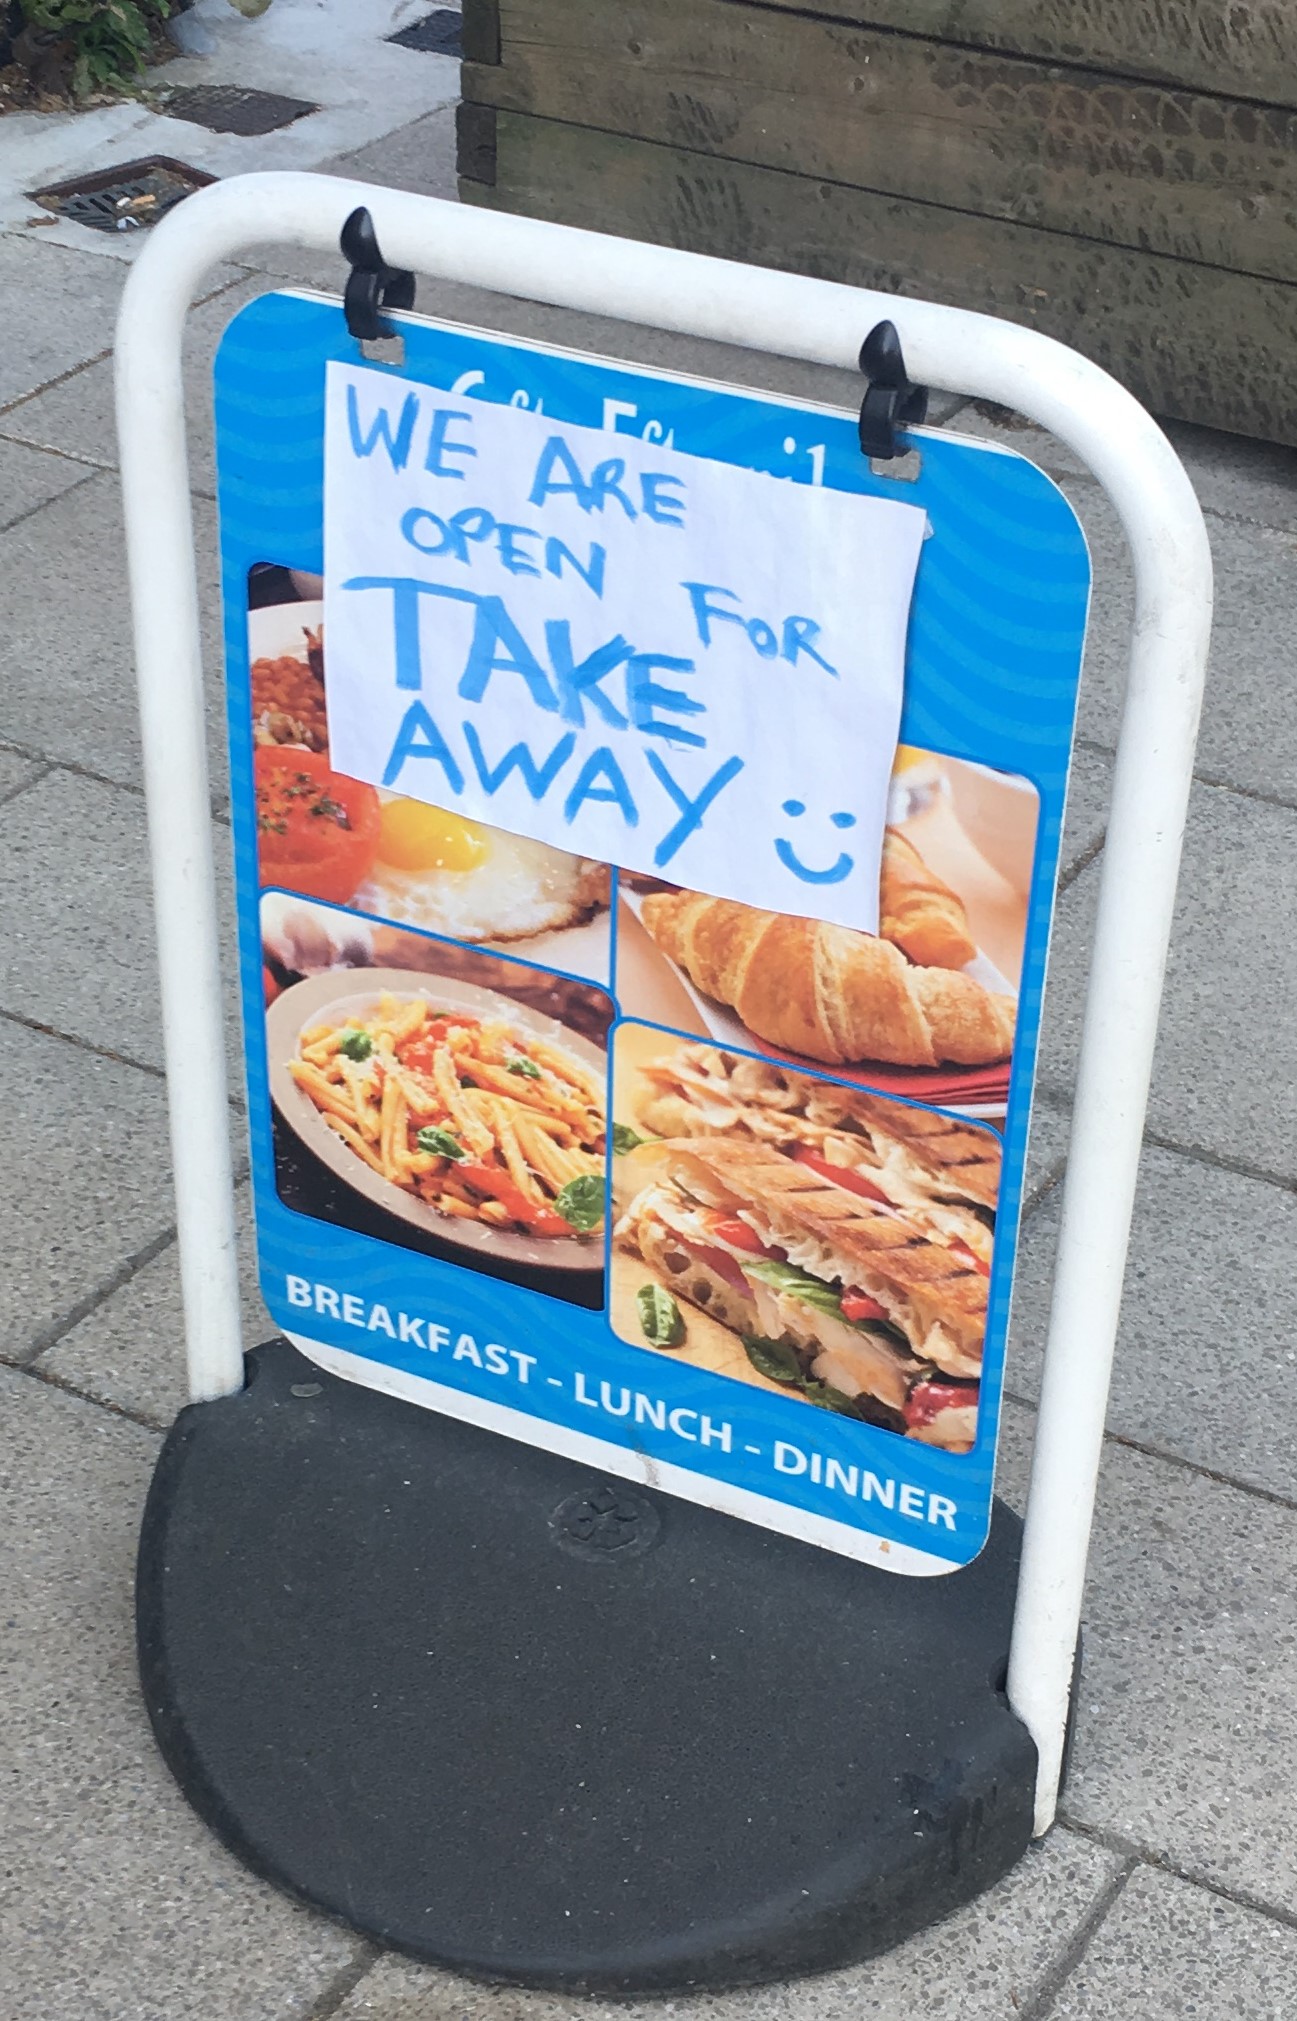 WE ARE
OPEN FOR
TAKE
AWAY
BREAKFAST - LUNCH - DINNER